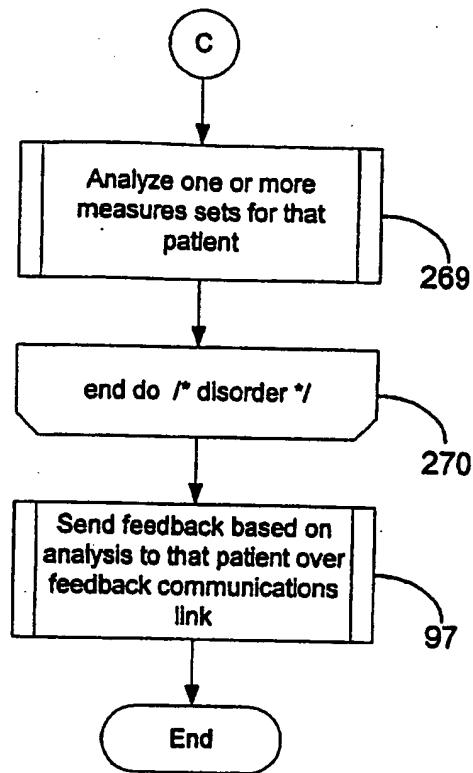 C
Analyze one or more
measures sets for that
patient
269
end do /* disorder */
270
Send feedback based on
analysis to that patient over
feedback communications
link
97
End